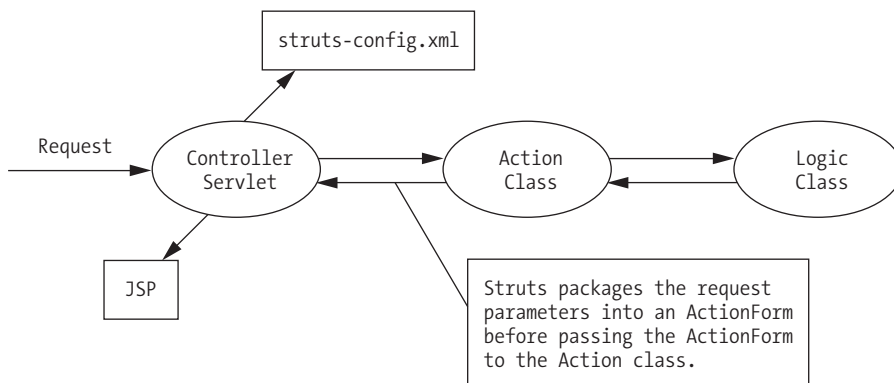 struts-config.xml
Request
Controller
Servlet
Action
Class
Logic
Class
JSP
Struts packages the request
parameters into an ActionForm
before passing the ActionForm
to the Action class.